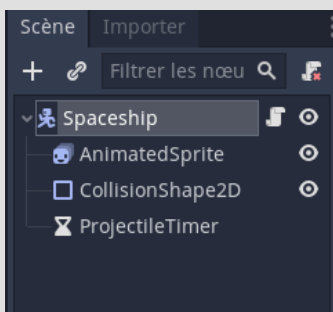 Scène Importer
Filtrer les nœu
Spaceship
AnimatedSprite
CollisionShape2D
ProjectileTimer